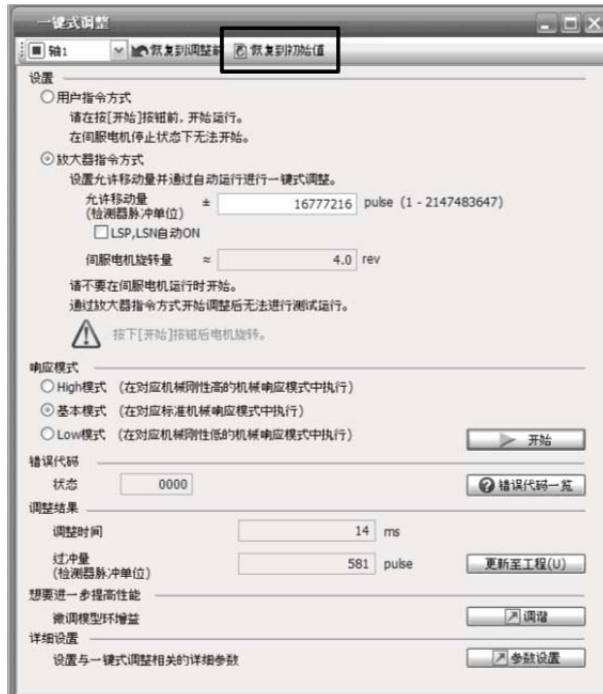 一键式调整
轴1 恢复到调整前 恢复到初始值
设置
用户指令方式
请在按[开始]按钮前,开始运行。
在伺服电机停止状态下无法开始。
放大器指令方式
设置允许移动量并通过自动运行进行一键式调整。
允许移动量 ± 16777216 pulse (1 - 2147483647)
(检测器脉冲单位)
LSP,LSN自动ON
伺服电机旋转量 ≈ 4.0 rev
请不要在伺服电机运行时开始。
通过放大器指令方式开始调整后无法进行测试运行。
按下[开始]按钮后电机旋转。
响应模式
High模式 (在对应机械刚性高的机械响应模式中执行)
基本模式 (在对应标准机械响应模式中执行)
Low模式 (在对应机械刚性低的机械响应模式中执行) 开始
错误代码
状态 0000 错误代码一览
调整结果
调整时间 14 ms
过冲量 581 pulse 更新至工程(U)
(检测器脉冲单位)
想要进一步提高性能
微调模型环增益 调谐
详细设置
设置与一键式调整相关的详细参数 参数设置